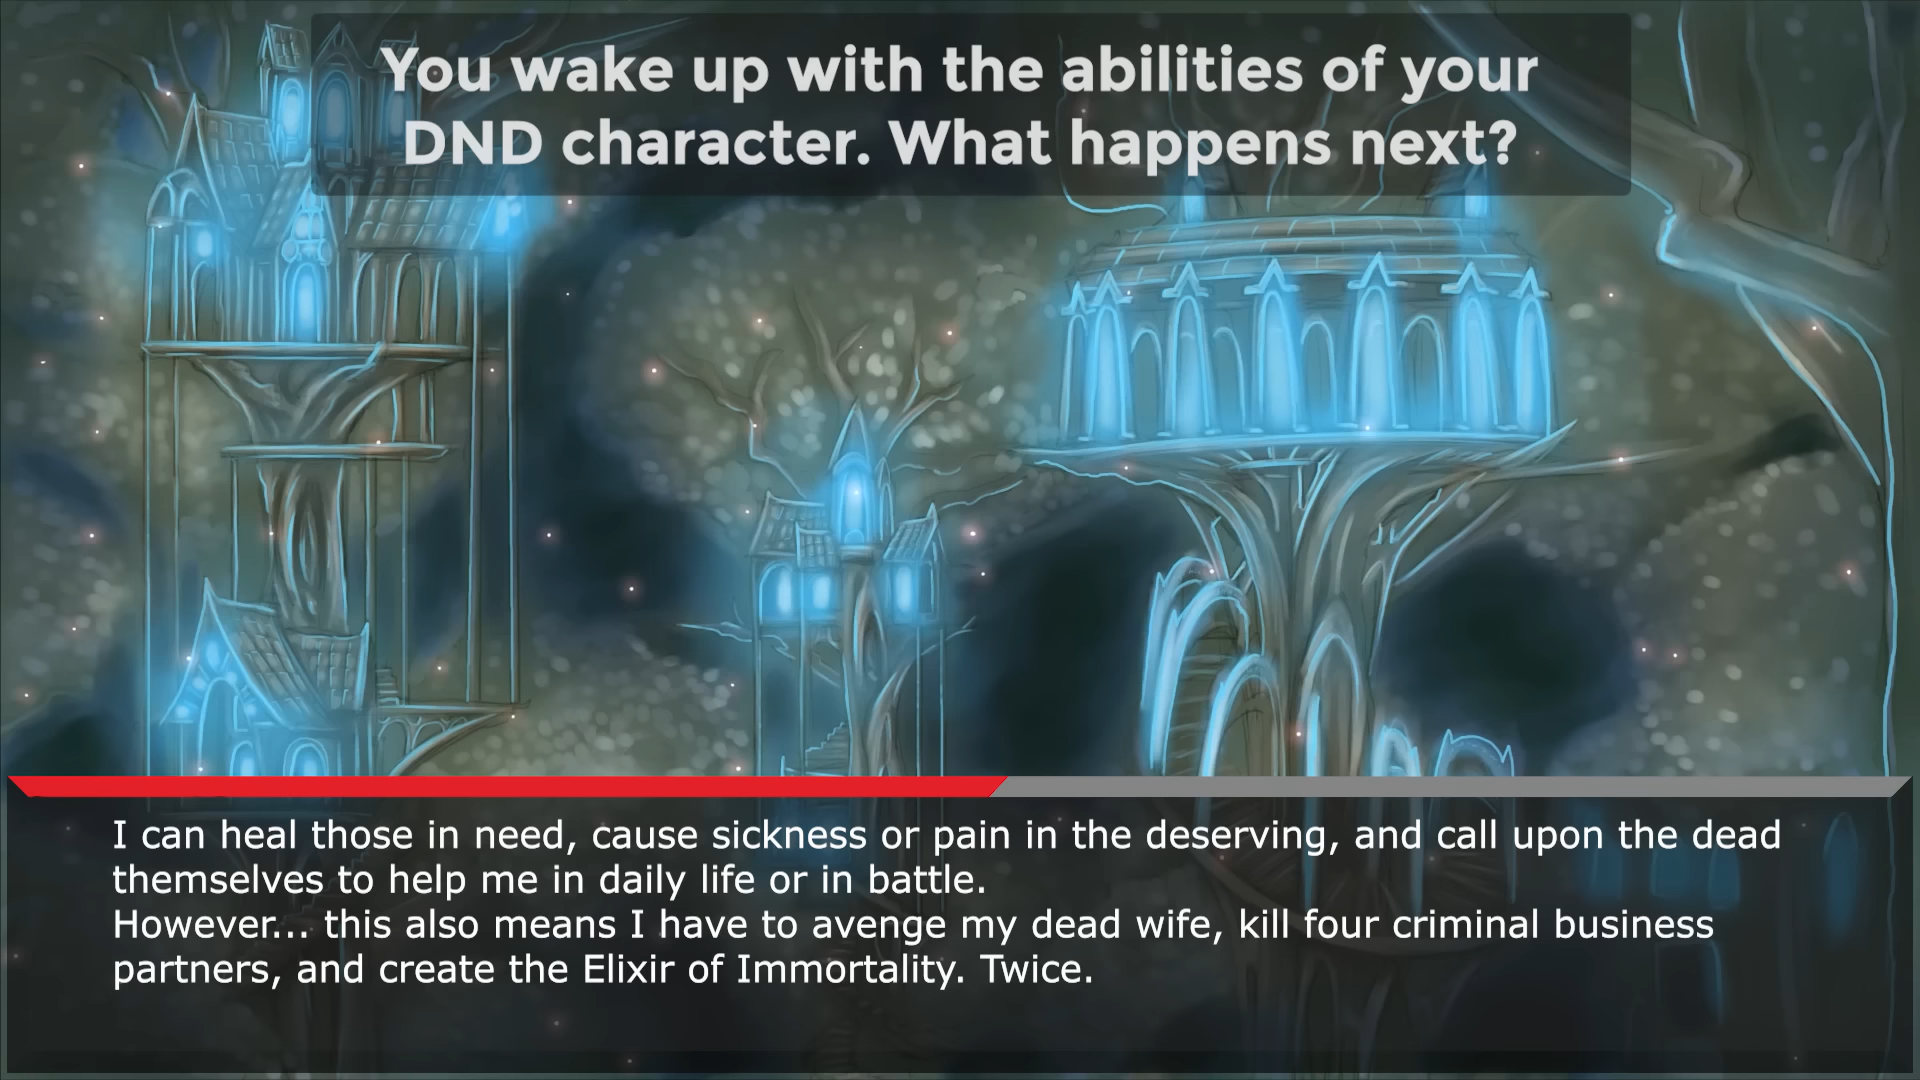 You wake up with the abilities of your
DND character. What happens next?
I can heal those in need, cause sickness or pain in the deserving, and call upon the dead
themselves to help me in daily life or in battle.
However... this also means I have to avenge my dead wife, kill four criminal business
partners, and create the Elixir of Immortality. Twice.